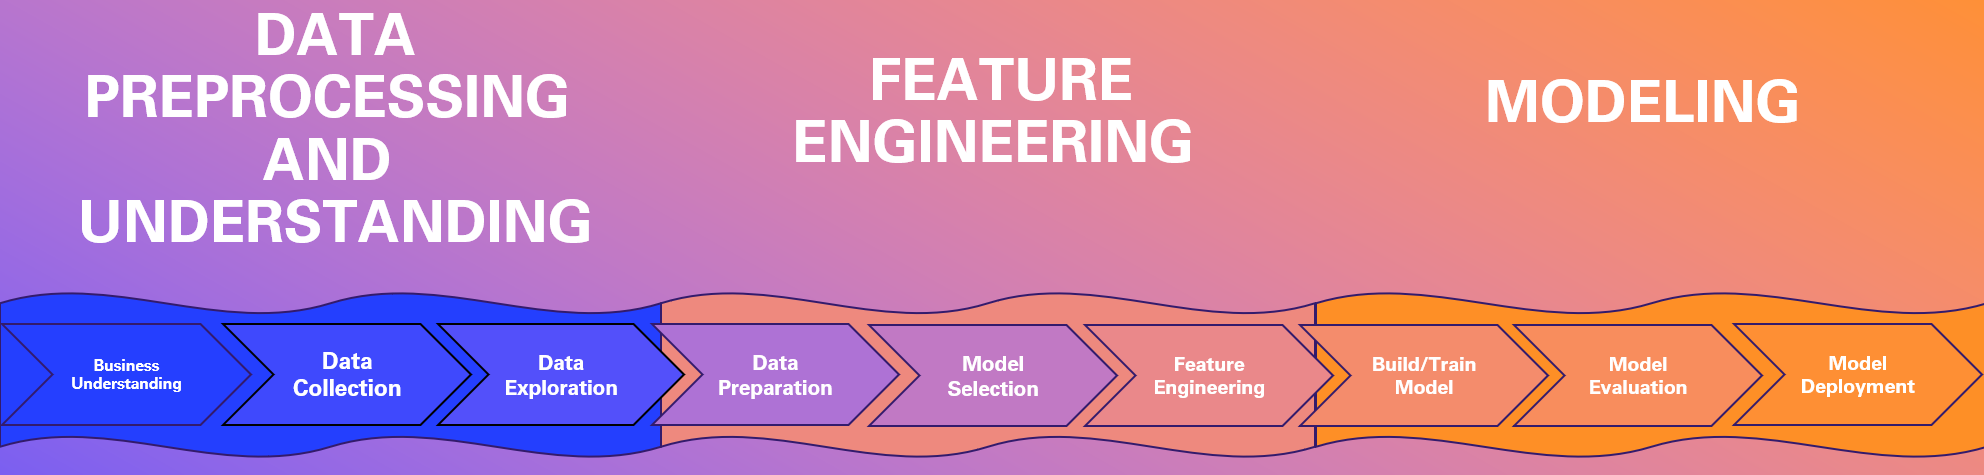 DATA
PREPROCESSING
AND
UNDERSTANDING
FEATURE
ENGINEERING
MODELING
Business
Understanding
Data
Collection
Data
Exploration
Data
Preparation
Model
Selection
Feature
Engineering
Build/Train
Model
Model
Evaluation
Model
Deployment